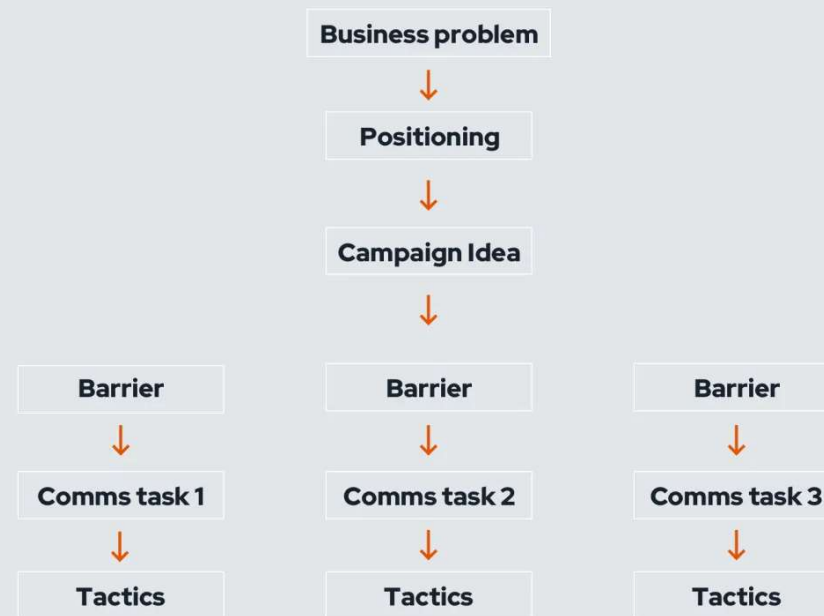 Business problem
Positioning
Campaign Idea
Barrier
Barrier
Barrier
Comms task 1
Comms task 2
Comms task 3
Tactics
Tactics
Tactics